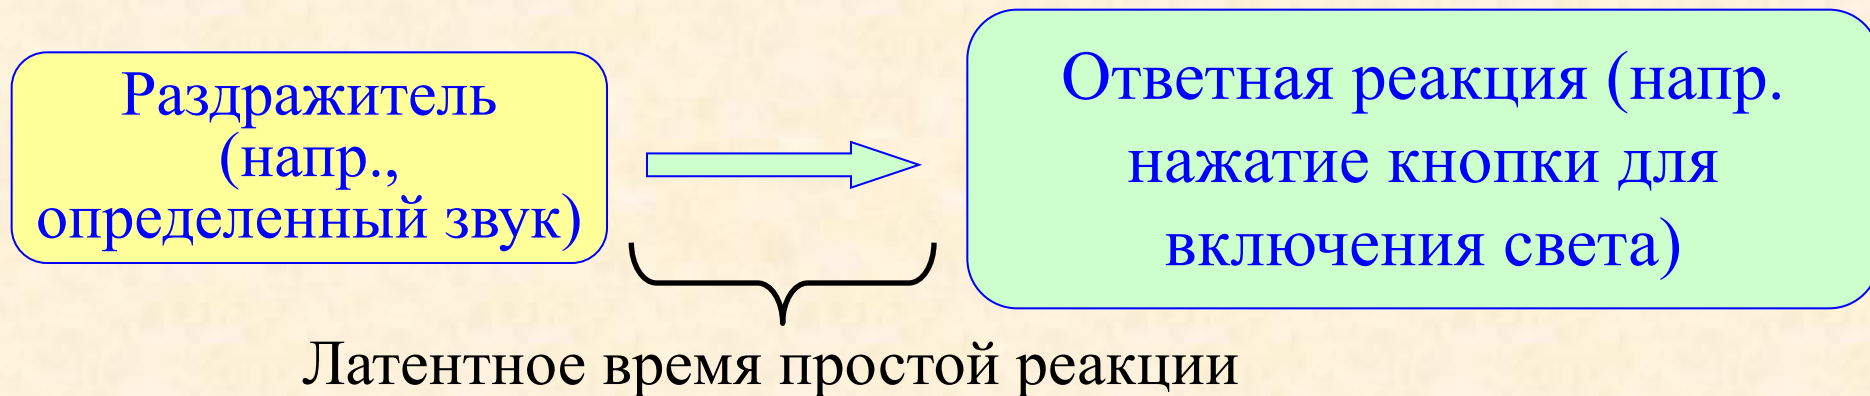 Раздражитель
(напр.,
определенный звук)
Ответная реакция (напр.
нажатие кнопки для
включения света)
Латентное время простой реакции